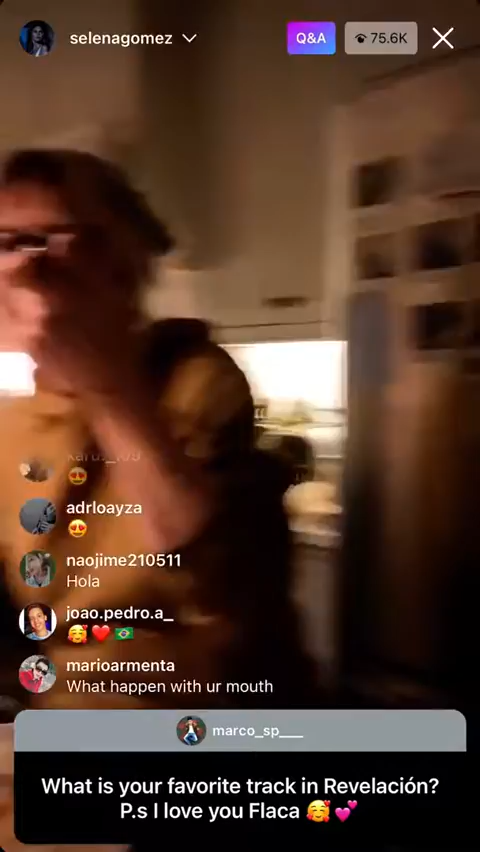 selenagomez
Q&A
75.6K
adrloayza
😍
naojime210511
Hola
joao.pedro.a_
🥰❤️🇧🇷
marioarmenta
What happen with ur mouth
marco_sp___
What is your favorite track in Revelación?
P.s I love you Flaca 🥰 💕